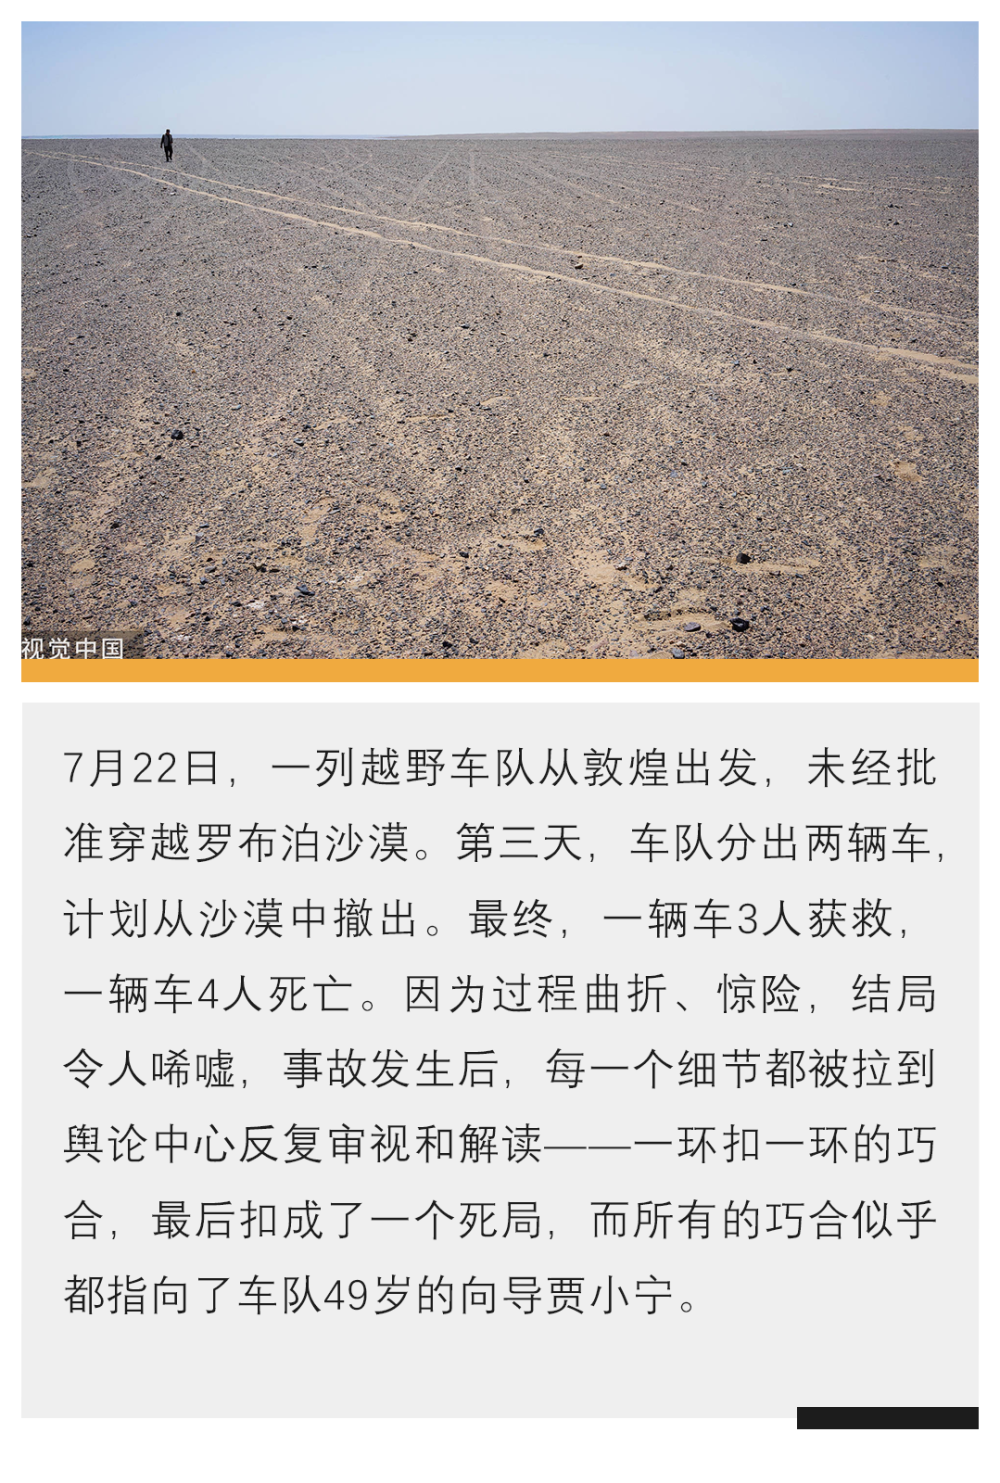 视觉中国
7月22日，一列越野车队从敦煌出发，未经批
准穿越罗布泊沙漠。第三天，车队分出两辆车，
计划从沙漠中撤出。最终，一辆车3人获救，
一辆车4人死亡。因为过程曲折、惊险，结局
令人唏嘘，事故发生后，每一个细节都被拉到
舆论中心反复审视和解读——一环扣一环的巧
合，最后扣成了一个死局，而所有的巧合似乎
都指向了车队49岁的向导贾小宁。